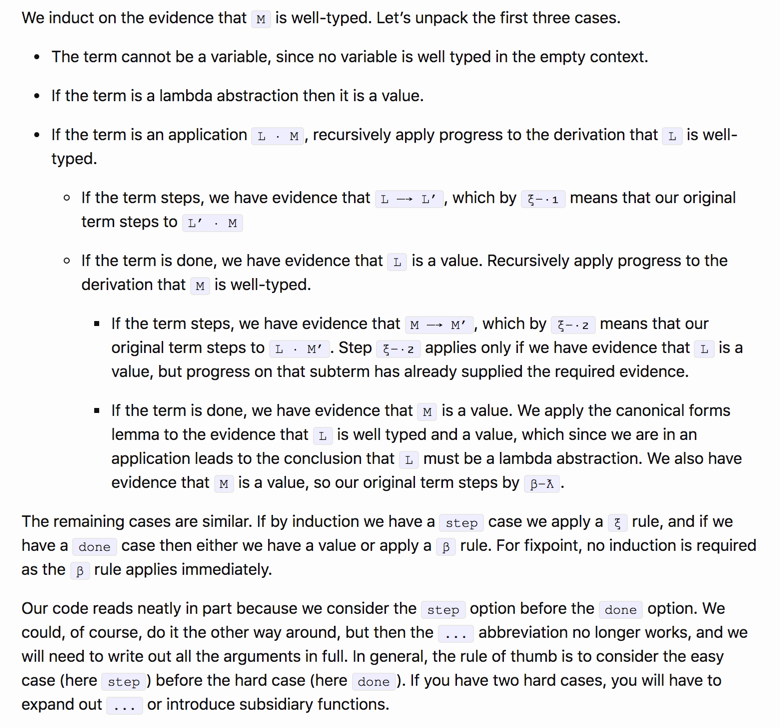 We induct on the evidence that M is well-typed. Let’s unpack the first three cases.
• The term cannot be a variable, since no variable is well typed in the empty context.
• If the term is a lambda abstraction then it is a value.
• If the term is an application L · M , recursively apply progress to the derivation that L is well-
typed.
◦ If the term steps, we have evidence that L —→ L′ , which by ξ-·₁ means that our original
term steps to L′ · M
◦ If the term is done, we have evidence that L is a value. Recursively apply progress to the
derivation that M is well-typed.
▪ If the term steps, we have evidence that M —→ M′ , which by ξ-·₂ means that our
original term steps to L · M′ . Step ξ-·₂ applies only if we have evidence that L is a
value, but progress on that subterm has already supplied the required evidence.
▪ If the term is done, we have evidence that M is a value. We apply the canonical forms
lemma to the evidence that L is well typed and a value, which since we are in an
application leads to the conclusion that L must be a lambda abstraction. We also have
evidence that M is a value, so our original term steps by β-ƛ .
The remaining cases are similar. If by induction we have a step case we apply a ξ rule, and if we
have a done case then either we have a value or apply a β rule. For fixpoint, no induction is required
as the β rule applies immediately.
Our code reads neatly in part because we consider the step option before the done option. We
could, of course, do it the other way around, but then the ... abbreviation no longer works, and we
will need to write out all the arguments in full. In general, the rule of thumb is to consider the easy
case (here step ) before the hard case (here done ). If you have two hard cases, you will have to
expand out ... or introduce subsidiary functions.